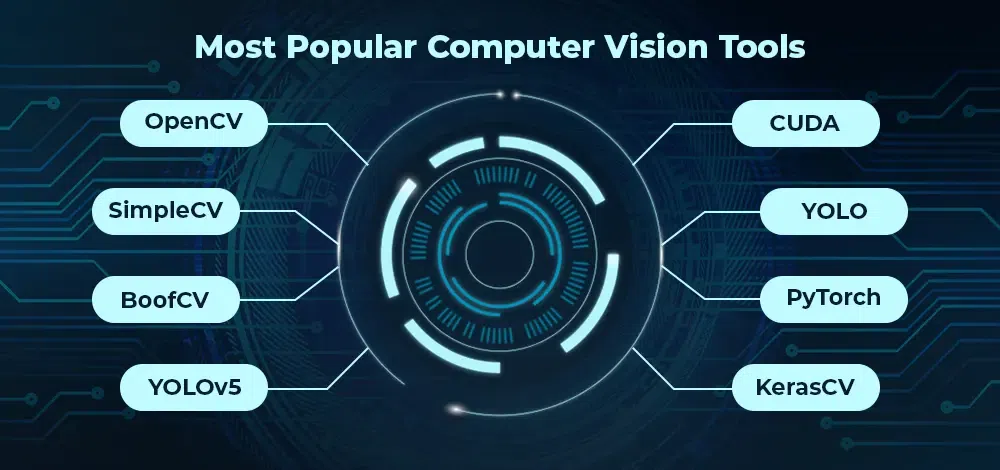 Most Popular Computer Vision Tools
OpenCV
SimpleCV
BoofCV
YOLOv5
CUDA
YOLO
PyTorch
KerasCV